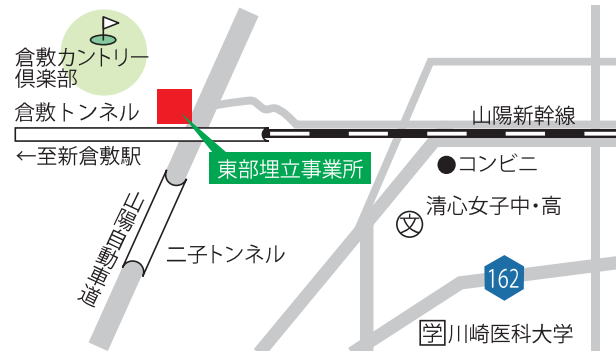 倉敷カントリー
倶楽部
倉敷トンネル
山陽新幹線
←至新倉敷駅
東部埋立事業所
コンビニ
清心女子中・高
文
山陽自動車道
二子トンネル
162
学 川崎医科大学